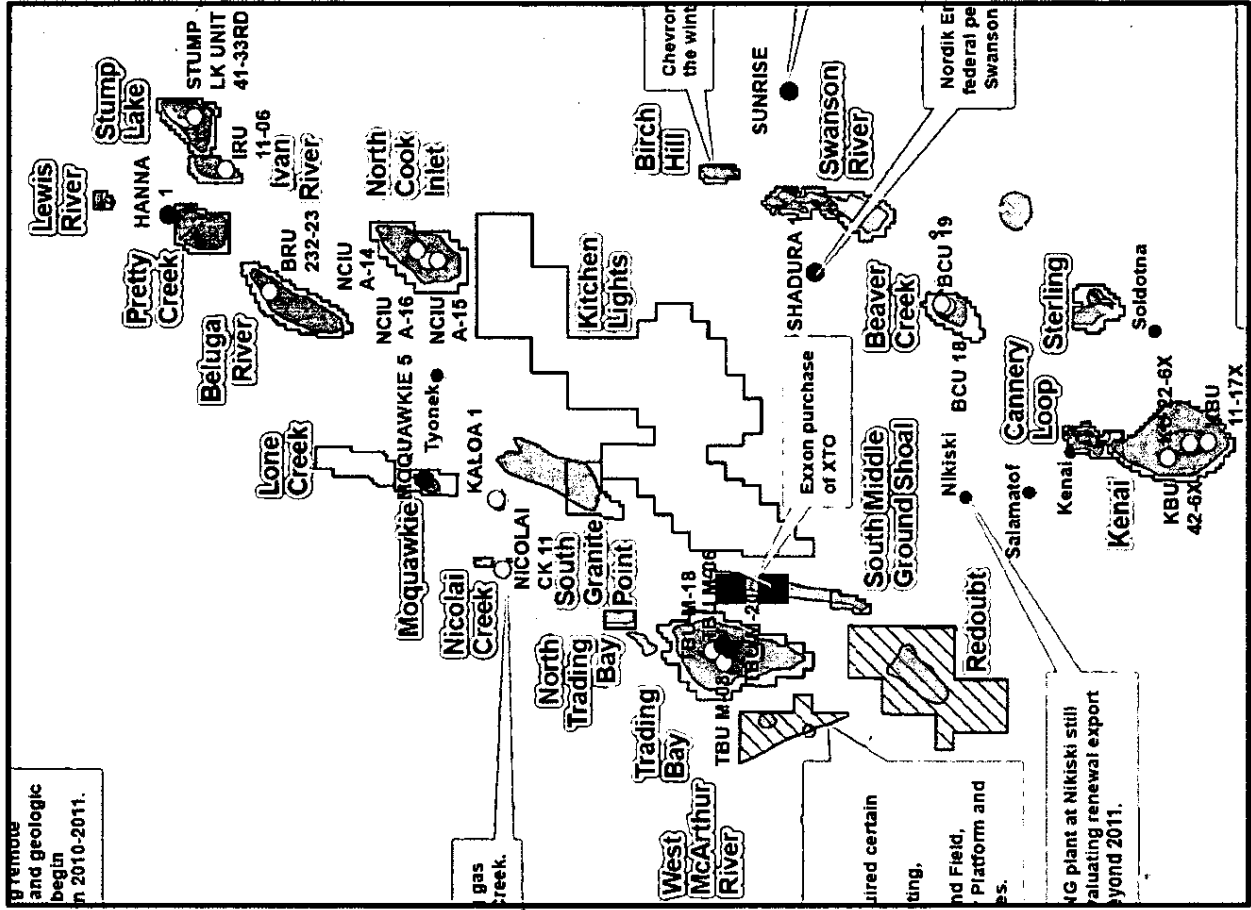 g remote
and geologic
begin
n 2010-2011.
l gas
Creek.
Lewis
River
Stump
Lake
STUMP
LK UNIT
41-33RD
HANNA 1
Pretty
Creek
IRU
11-06
Ivan
River
Beluga
River
BRU
232-23
North
Cook
Inlet
NCIU
A-14
NCIU
A-16
NCIU
A-15
Lone
Creek
Tyonek
MOQUAWKIE 5
Moquawkie
KALOA 1
Nicolai
Creek
NICOLAI
CK 11
South
Granite
Point
North
Trading
Bay
Trading
Bay
West
McArthur
River
TBU M-18
TBU M-08
Kitchen
Lights
Exxon purchase
of XTO
Chevron
the wint
Birch
Hill
SUNRISE
Swanson
River
SHADURA 1
Nordik En
federal pe
Swanson
Beaver
Creek
BCU 19
BCU 18
South Middle
Ground Shoal
Redoubt
uired certain
ting,
nd Field,
Platform and
es.
Nikiski
Salamatof
NG plant at Nikiski still
valuating renewal export
eyond 2011.
Cannery
Loop
Sterling
Soldotna
Kenai
Kenai
KBU
42-6X
KBU
11-17X